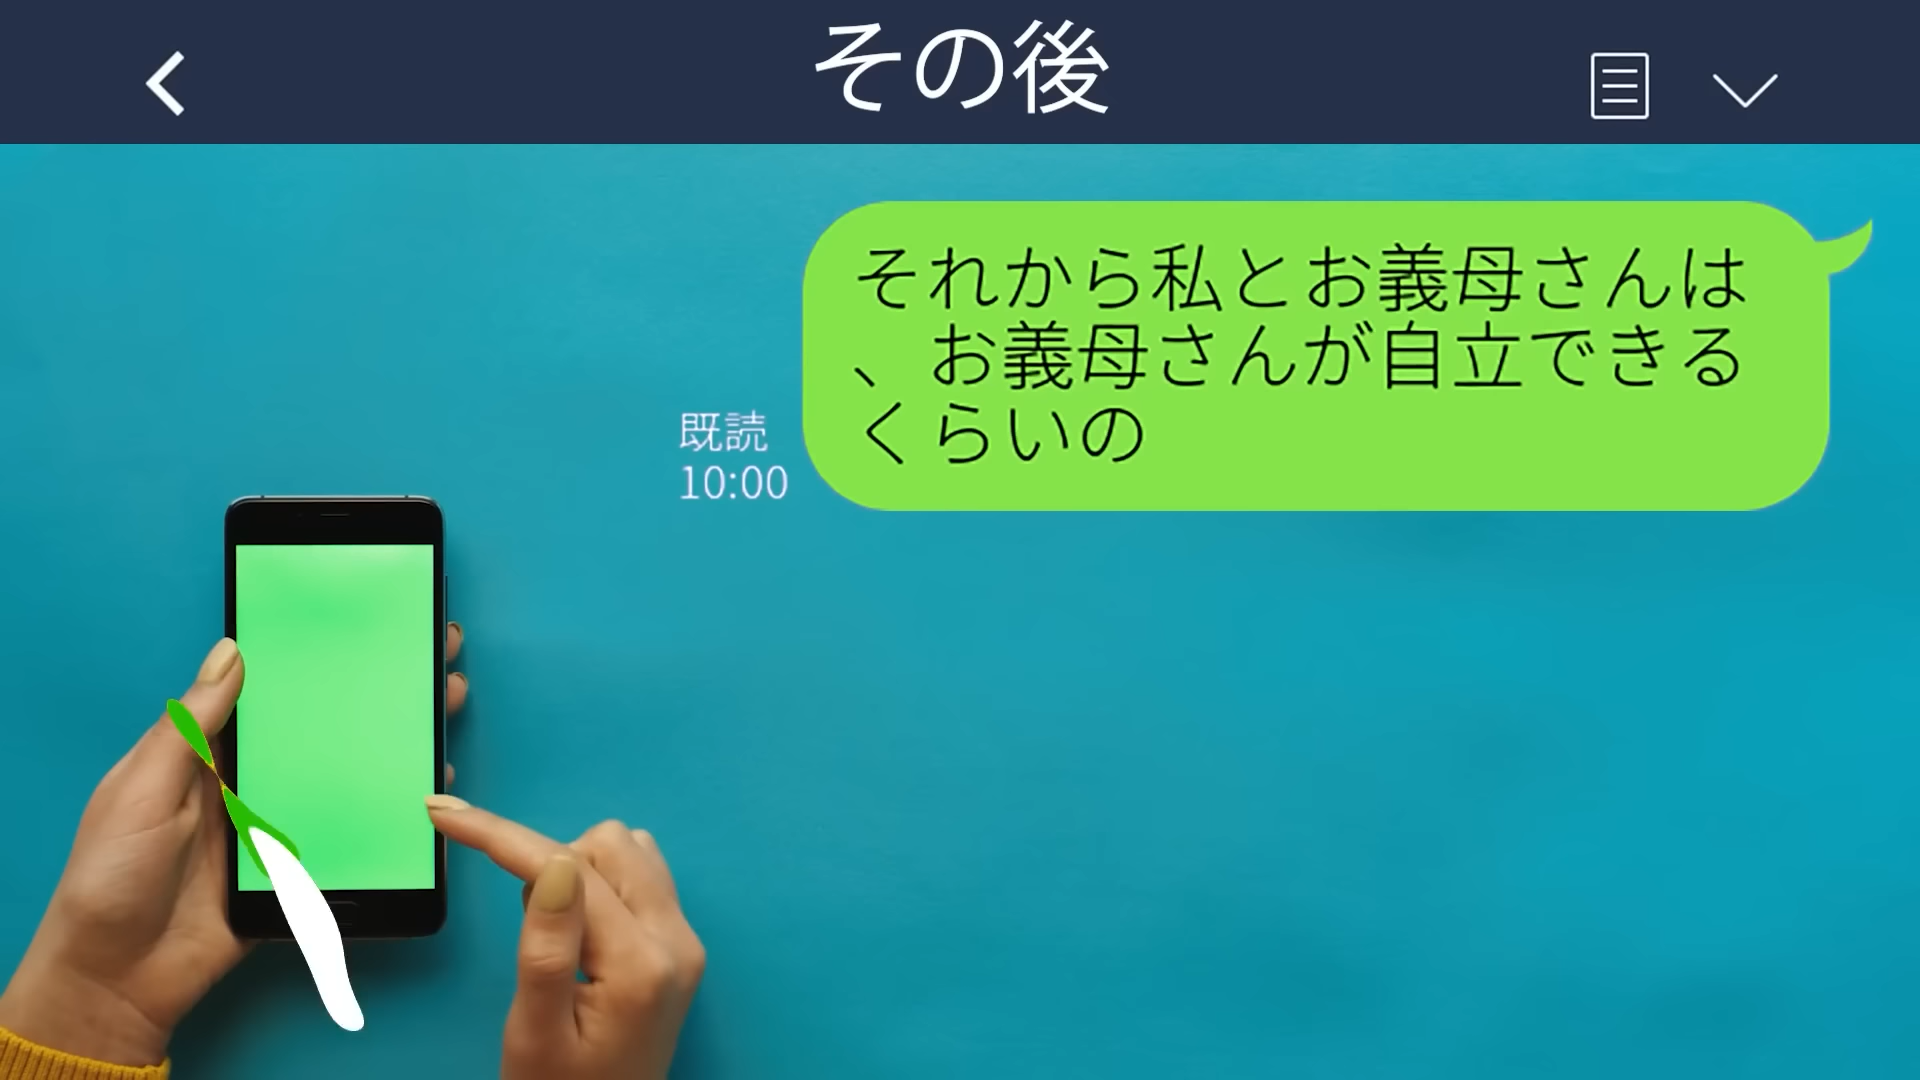 その後
それから私とお義母さんは
、お義母さんが自立できる
くらいの
既読
10:00